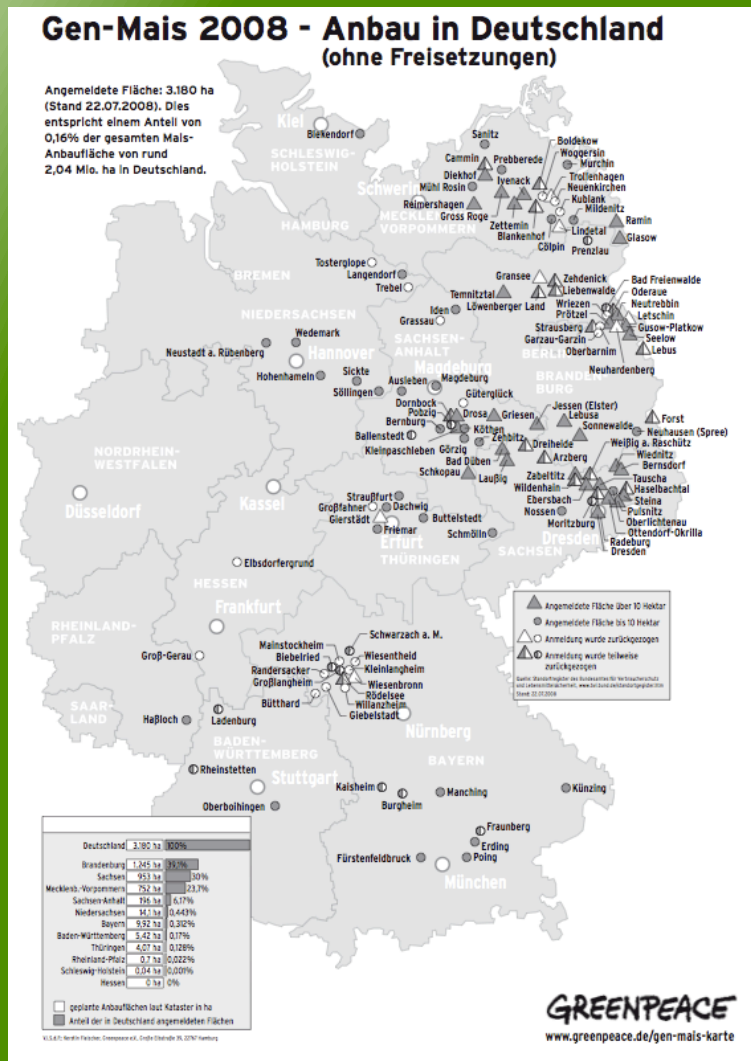 Gen-Mais 2008 - Anbau in Deutschland
(ohne Freisetzungen)
Angemeldete Fläche: 3.180 ha
(Stand 22.07.2008). Dies
entspricht einem Anteil von
0,16% der gesamten Mais-
Anbaufläche von rund
2,04 Mio. ha in Deutschland.
Kiel
Blekendorf
SCHLESWIG-
HOLSTEIN
Sanitz
Boldekow
Woggersin
Cammin
Prebberede
Murchin
Diekhof
Ivenack
Trollenhagen
Schwerin
Mühl Rosin
Neuenkirchen
Reimershagen
Kublank
MECKLEN
VORPOMMERN
Mildenitz
Gross Roge
Ramin
Zettemin
Lindetal
Blankenhof
Glasow
Cölpin
Prenzlau
HAMBURG
BREMEN
Tosterglope
Langendorf
Trebel
Gransee
Zehdenick
Bad Freienwalde
Temnitztal
Liebenwalde
Oderaue
Löwenberger Land
Wriezen
Neutrebbin
NIEDERSACHSEN
Iden
Prötzel
Letschin
Grassau
Strausberg
Gusow-Platkow
Garzau-Garzin
Seelow
Wedemark
SACHSEN-
ANHALT
Oberbarnim
Lebus
Neustadt a. Rübenberg
Hannover
BERLIN
Neuhardenberg
Magdeburg
BRANDEN
BURG
Hohenhameln
Sickte
Ausleben
Magdeburg
Söllingen
Güterglück
Dornbock
Jessen (Elster)
Pobzig
Drosa
Griesen
Lebusa
Forst
Bernburg
Sonnewalde
Köthen
Neuhausen (Spree)
Ballenstedt
Zehbitz
Dreiheide
Weißig a. Raschütz
Kleinpaschleben
Görzig
Arzberg
Wiednitz
Bad Düben
Zabeltitz
Bernsdorf
Schkopau
Laußig
Wildenhain
Tauscha
NORDRHEIN-
WESTFALEN
Haselbachtal
Düsseldorf
Kassel
Straußfurt
Ebersbach
Steina
Großfahner
Dachwig
Nossen
Pulsnitz
Gierstädt
Buttelstedt
Oberlichtenau
Friemar
Moritzburg
Ottendorf-Okrilla
Erfurt
Schmölln
Dresden
Radeburg
THÜRINGEN
SACHSEN
Dresden
Elbsdorfergrund
HESSEN
Frankfurt
RHEINLAND-
PFALZ
Groß-Gerau
Schwarzach a. M.
Mainstockheim
Biebelried
Wiesentheid
Randersacker
Kleinlangheim
Großlangheim
Wiesenbronn
Rödelsee
Bütthard
Willanzheim
Giebelstadt
SAAR-
LAND
Haßloch
Ladenburg
Nürnberg
BADEN-
WÜRTTEMBERG
BAYERN
Rheinstetten
Stuttgart
Kaisheim
Manching
Künzing
Oberboihingen
Burgheim
Fraunberg
Erding
Fürstenfeldbruck
Poing
München
Angemeldete Fläche über 10 Hektar
Angemeldete Fläche bis 10 Hektar
Anmeldung wurde zurückgezogen
Anmeldung wurde teilweise
zurückgezogen
Stand: 22.07.2008
Deutschland 3.180 ha 100%
Brandenburg 1.245 ha 39,1%
Sachsen 953 ha 30%
Mecklenb.-Vorpommern 752 ha 23,7%
Sachsen-Anhalt 196 ha 6,17%
Niedersachsen 14,1 ha 0,443%
Bayern 9,92 ha 0,312%
Baden-Württemberg 5,42 ha 0,17%
Thüringen 4,07 ha 0,128%
Rheinland-Pfalz 0,7 ha 0,022%
Schleswig-Holstein 0,04 ha 0,001%
Hessen 0 ha 0%
geplante Anbauflächen laut Kataster in ha
Anteil der in Deutschland angemeldeten Flächen
GREENPEACE
www.greenpeace.de/gen-mais-karte